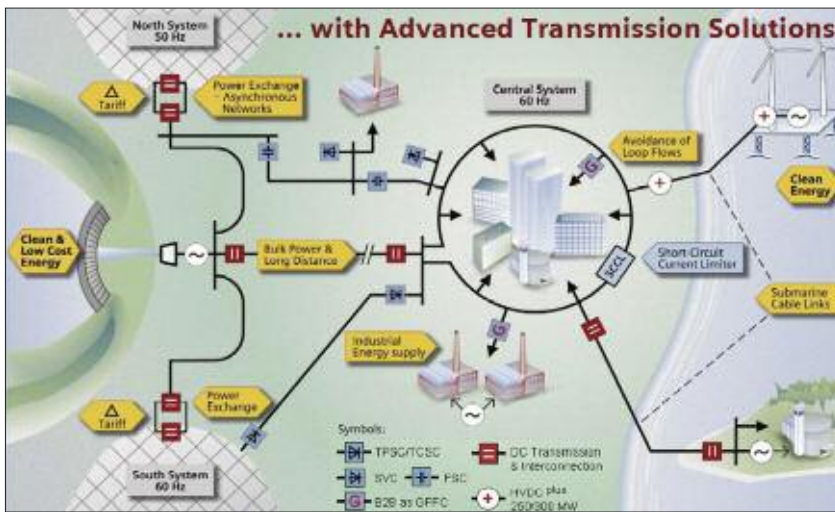 North System
50 Hz
... with Advanced Transmission Solutions
Tariff
Power Exchange
– Asynchronous
Networks
Central System
60 Hz
Avoidance of
Loop Flows
G
Clean
Energy
Clean &
Low Cost
Energy
Bulk Power &
Long Distance
SCCL
Short-Circuit
Current Limiter
Submarine
Cable Links
G
Industrial
Energy supply
Tariff
Power
Exchange
South System
60 Hz
Symbols:
TPSC/TCSC
SVC
FSC
G
B2B as GPFC
DC Transmission
& Interconnection
HVDC plus
250/300 MW